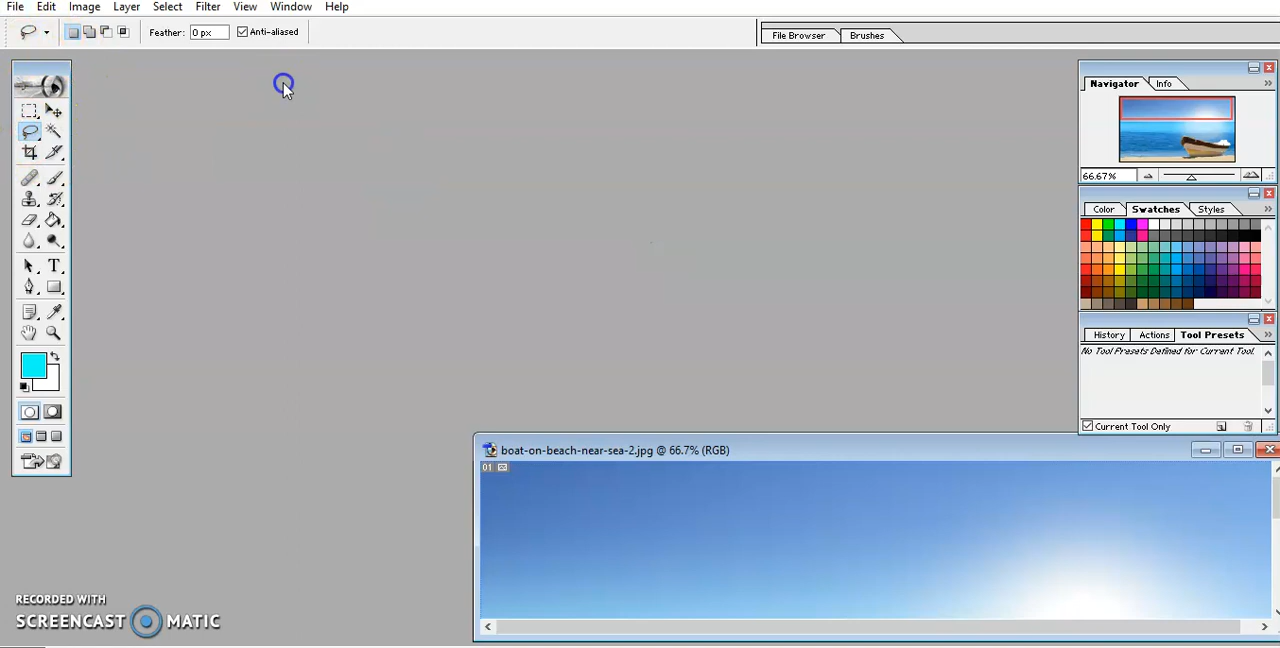 File Edit Image Layer Select Filter View Window Help
Feather: 0 px Anti-aliased
File Browser Brushes
Navigator Info
66.67%
Color Swatches Styles
History Actions Tool Presets
No Tool Presets Defined for Current Tool.
Current Tool Only
T
boat-on-beach-near-sea-2.jpg @ 66.7% (RGB)
01
RECORDED WITH
SCREENCAST MATIC